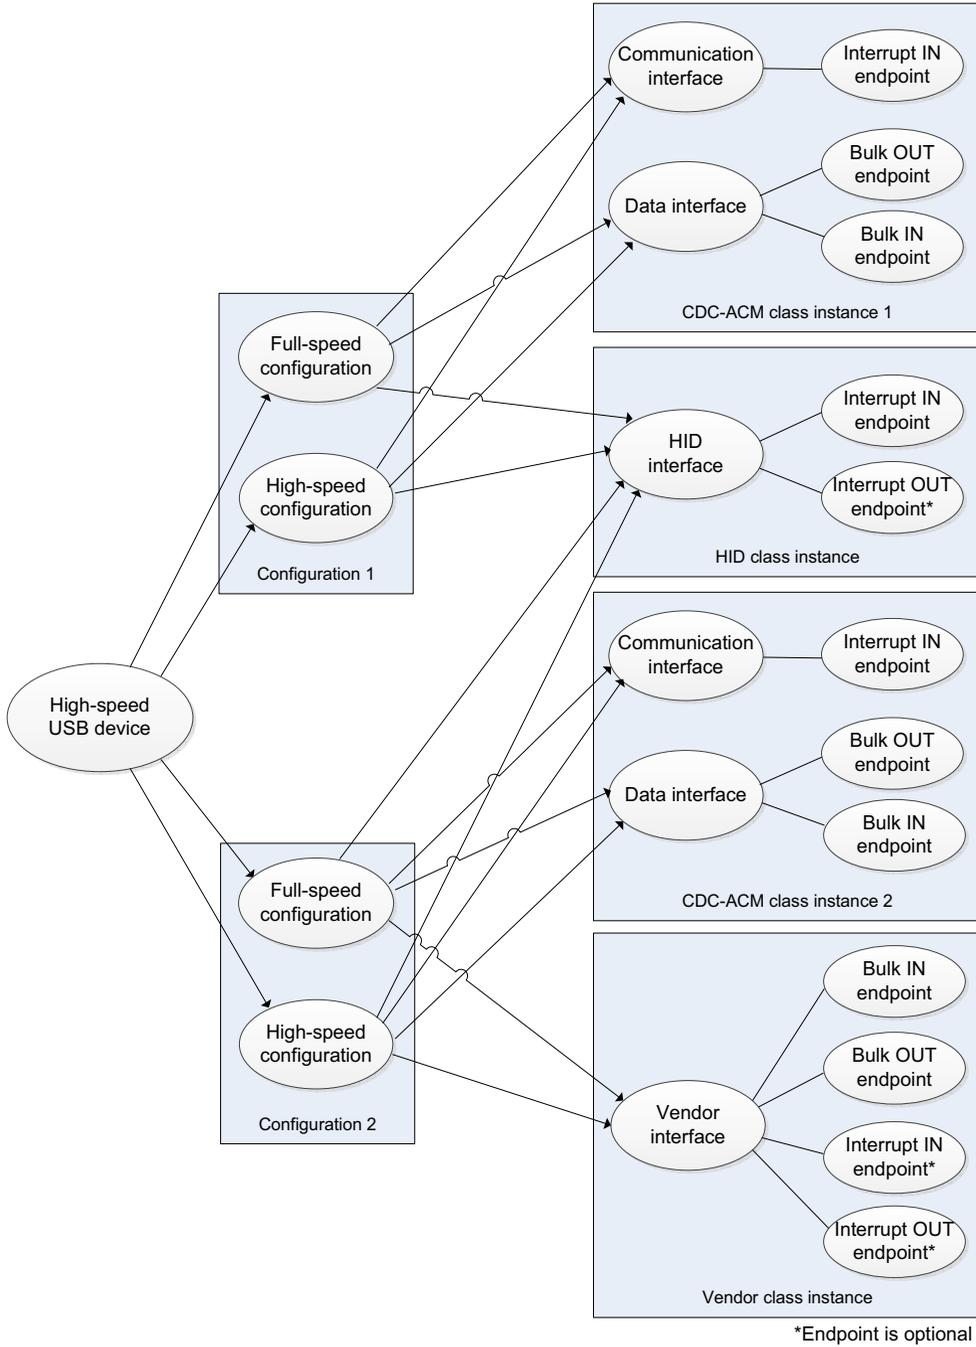 Communication
interface
Interrupt IN
endpoint
Bulk OUT
endpoint
Data interface
Bulk IN
endpoint
CDC-ACM class instance 1
Full-speed
configuration
High-speed
configuration
Configuration 1
HID
interface
Interrupt IN
endpoint
Interrupt OUT
endpoint*
HID class instance
High-speed
USB device
Communication
interface
Interrupt IN
endpoint
Bulk OUT
endpoint
Data interface
Bulk IN
endpoint
CDC-ACM class instance 2
Full-speed
configuration
High-speed
configuration
Configuration 2
Bulk IN
endpoint
Bulk OUT
endpoint
Vendor
interface
Interrupt IN
endpoint*
Interrupt OUT
endpoint*
Vendor class instance
*Endpoint is optional